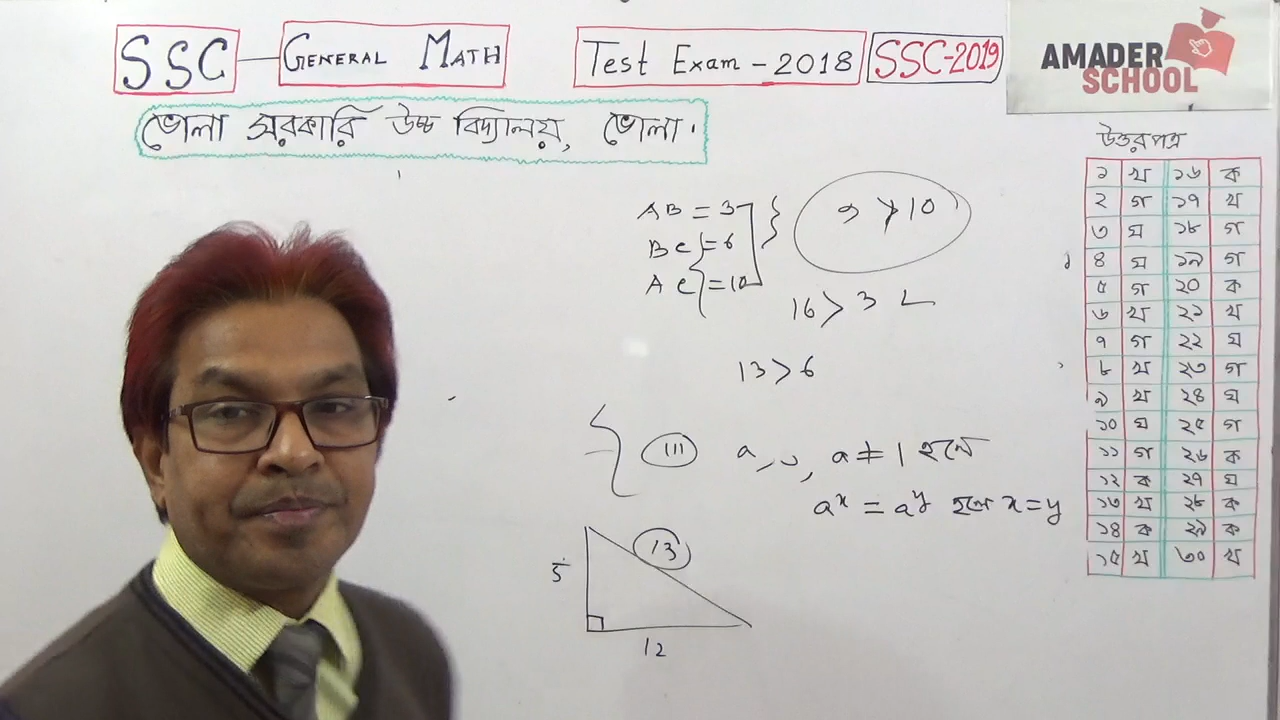 SSC
GENERAL MATH
Test Exam - 2018
SSC-2019
AMADER
SCHOOL
ভোলা সরকারি উচ্চ বিদ্যালয়, ভোলা.
AB = 3
BC = 6
AC = 10
9 ≯ 10
16 > 3
13 > 6
(iii) a, a ≠ 1 হলে
aˣ = aʸ হলে x = y
5
13
12
উত্তরপত্র
১ খ ১৬ ক
২ গ ১৭ খ
৩ ঘ ১৮ গ
৪ ঘ ১৯ গ
৫ গ ২০ ক
৬ খ ২১ খ
৭ গ ২২ ঘ
৮ খ ২৩ গ
৯ খ ২৪ ঘ
১০ ঘ ২৫ গ
১১ গ ২৬ ক
১২ ক ২৭ ঘ
১৩ খ ২৮ ক
১৪ ক ২৯ ক
১৫ খ ৩০ খ